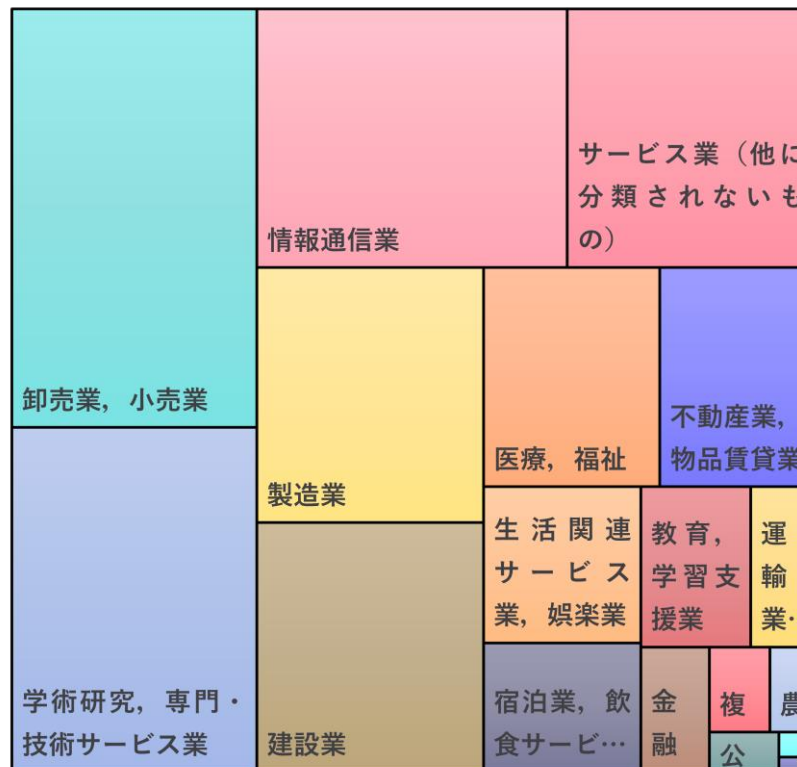 卸売業，小売業
情報通信業
サービス業（他に
分類されないも
の）
製造業
医療，福祉
不動産業，
物品賃貸業
学術研究，専門・
技術サービス業
建設業
生活関連
サービス
業，娯楽業
教育，
学習支
援業
運
輸
業…
宿泊業，飲
食サービ…
金
融
複
農
公